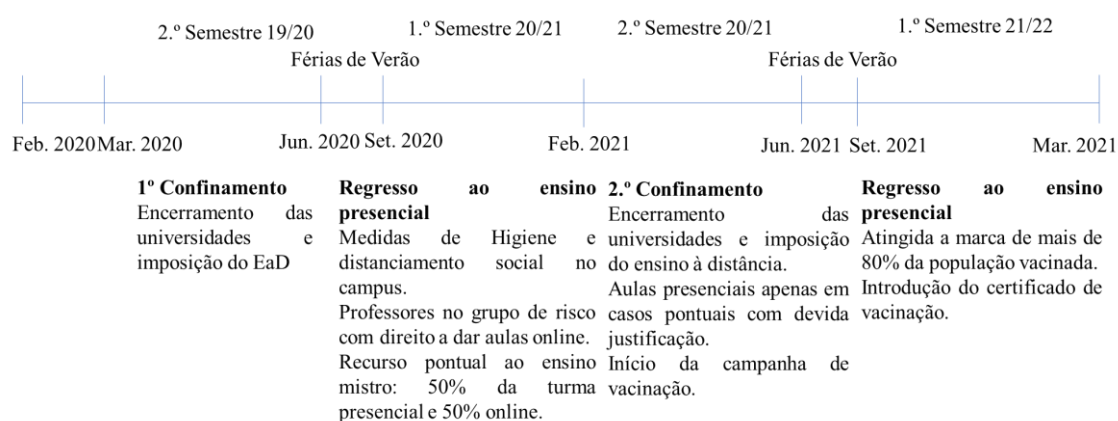 2.º Semestre 19/20
1.º Semestre 20/21
2.º Semestre 20/21
1.º Semestre 21/22
Férias de Verão
Férias de Verão
Feb. 2020
Mar. 2020
Jun. 2020
Set. 2020
Feb. 2021
Jun. 2021
Set. 2021
Mar. 2021
1º Confinamento
Encerramento das
universidades e
imposição do EaD
Regresso ao ensino
presencial
Medidas de Higiene e
distanciamento social no
campus.
Professores no grupo de risco
com direito a dar aulas online.
Recurso pontual ao ensino
mistro: 50% da turma
presencial e 50% online.
2.º Confinamento
Encerramento das
universidades e imposição
do ensino à distância.
Aulas presenciais apenas em
casos pontuais com devida
justificação.
Início da campanha de
vacinação.
Regresso ao ensino
presencial
Atingida a marca de mais de
80% da população vacinada.
Introdução do certificado de
vacinação.